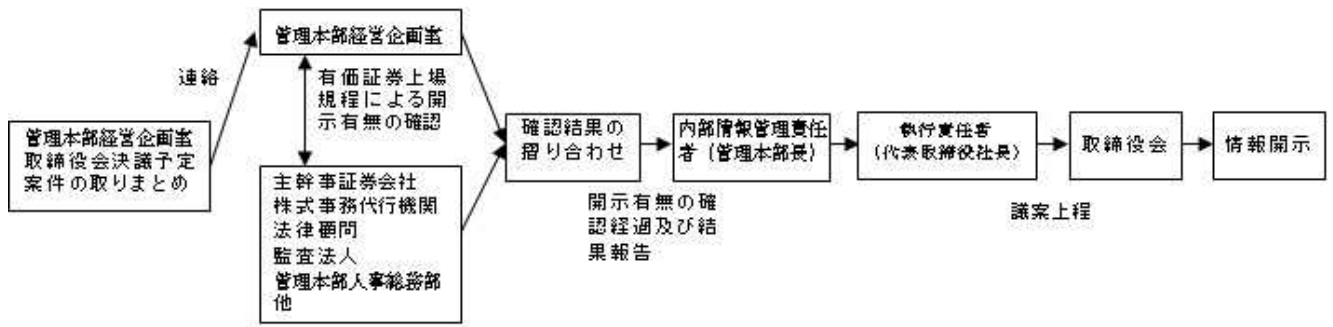 管理本部経営企画室
連絡
有価証券上場
規程による開
示有無の確認
管理本部経営企画室
取締役会決議予定
案件の取りまとめ
主幹事証券会社
株式事務代行機関
法律顧問
監査法人
管理本部人事総務部
他
確認結果の
摺り合わせ
内部情報管理責任
者（管理本部長）
開示有無の確
認経過及び結
果報告
執行責任者
（代表取締役社長）
議案上程
取締役会
情報開示